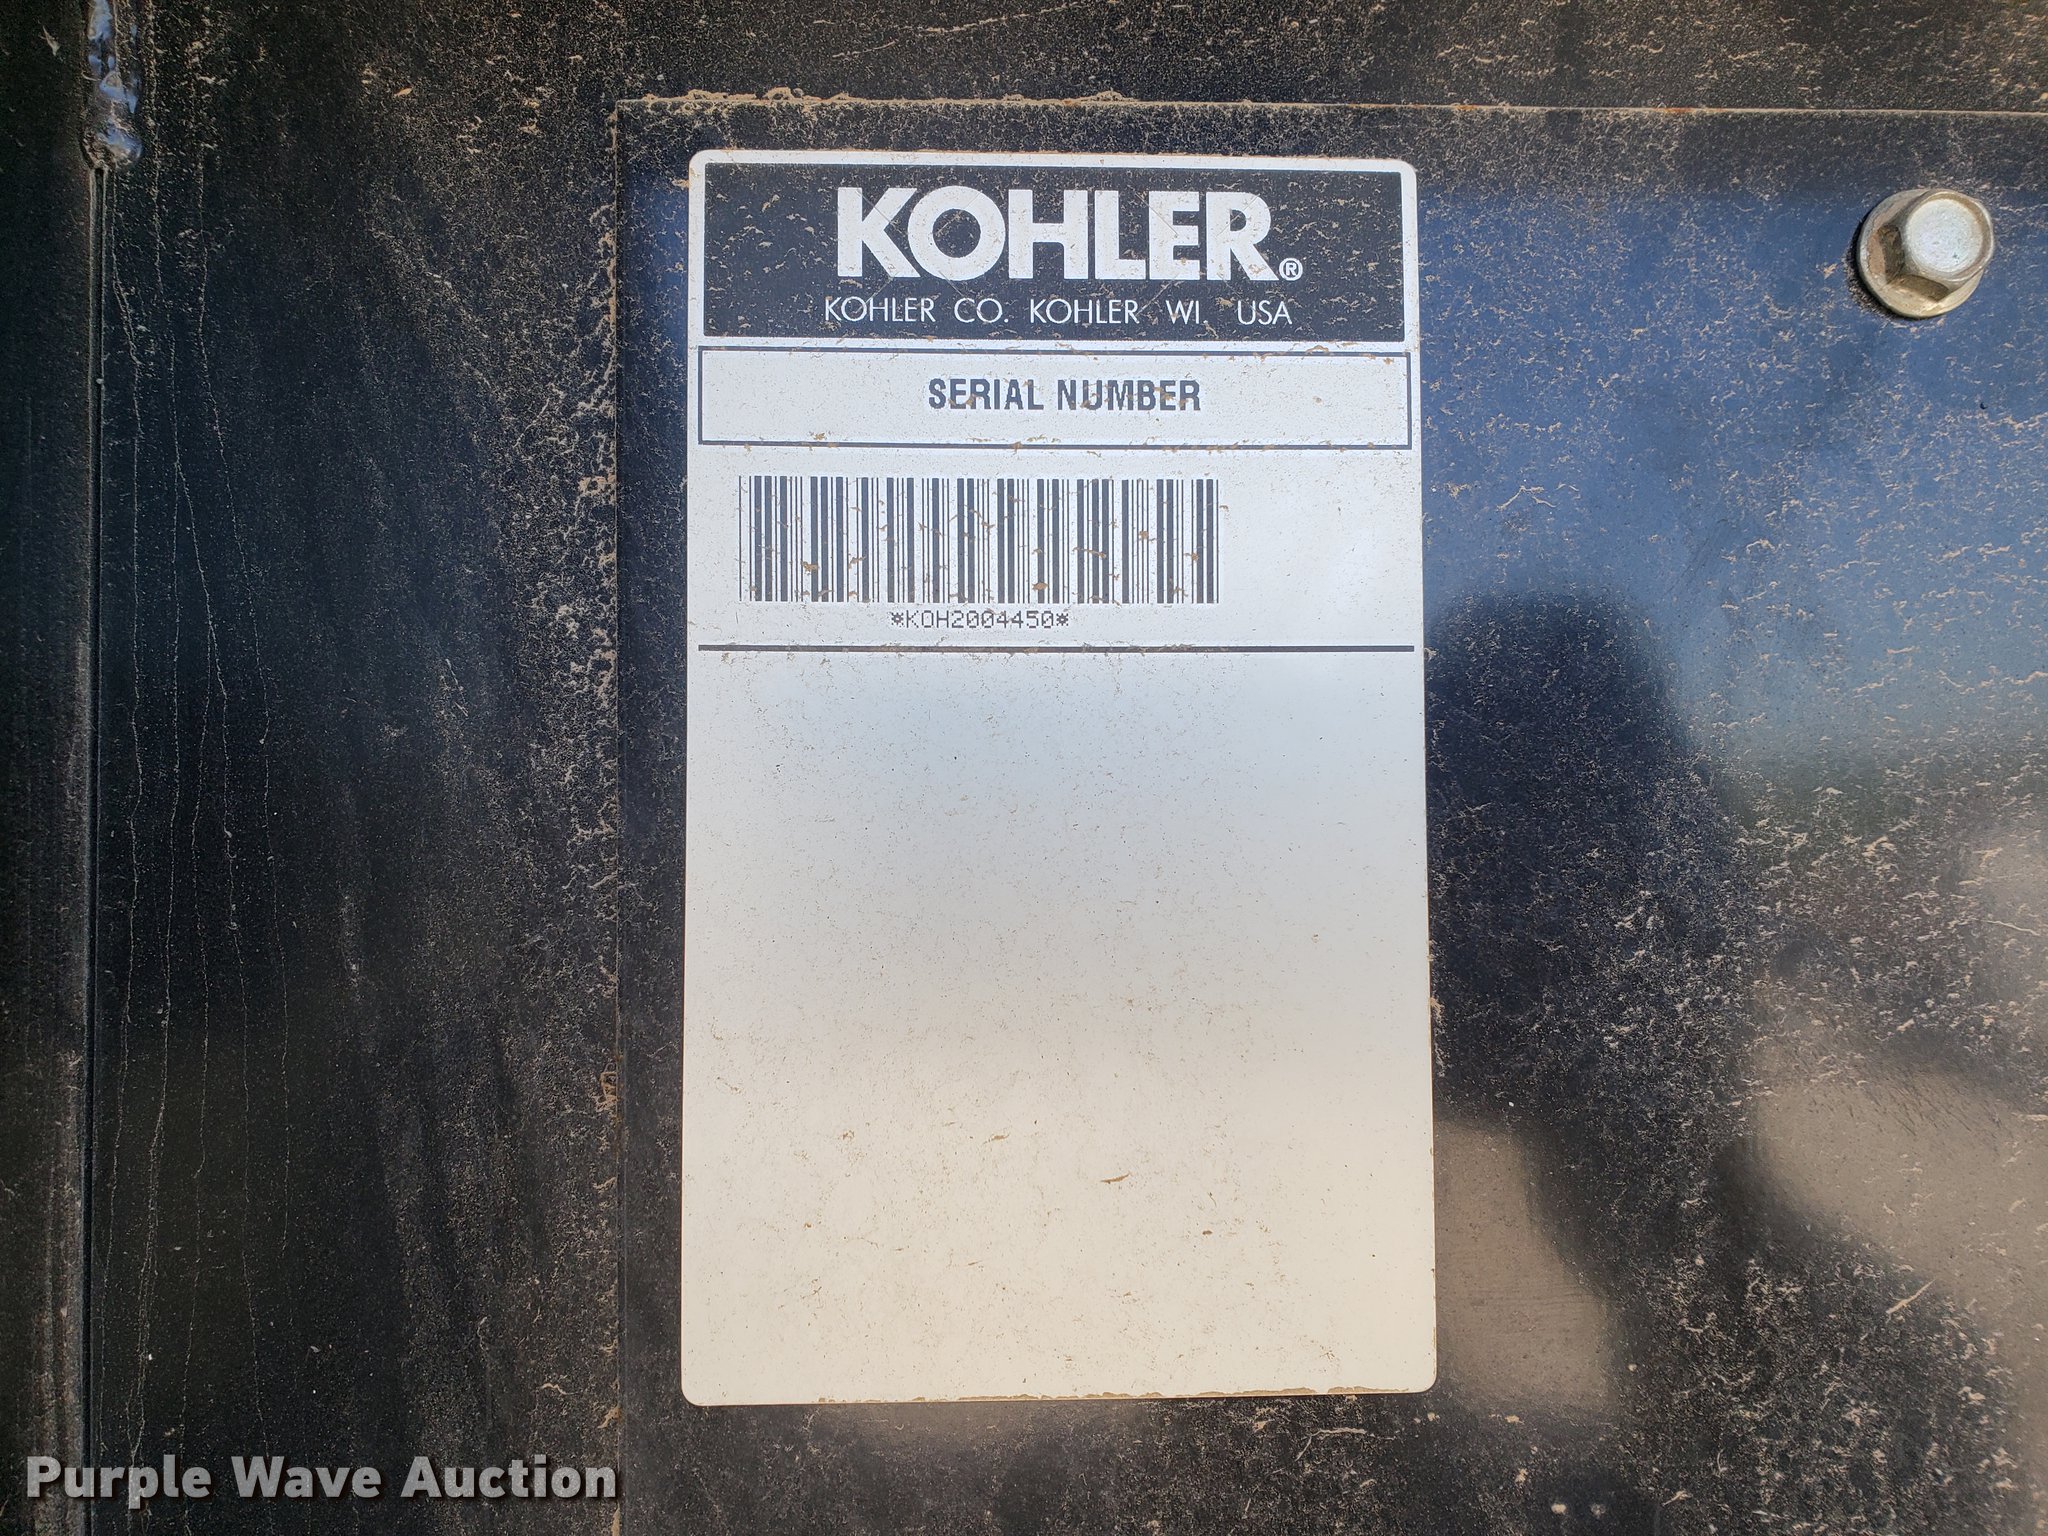 KOHLER®
KOHLER CO. KOHLER WI. USA
SERIAL NUMBER
*KOH2004450*
Purple Wave Auction